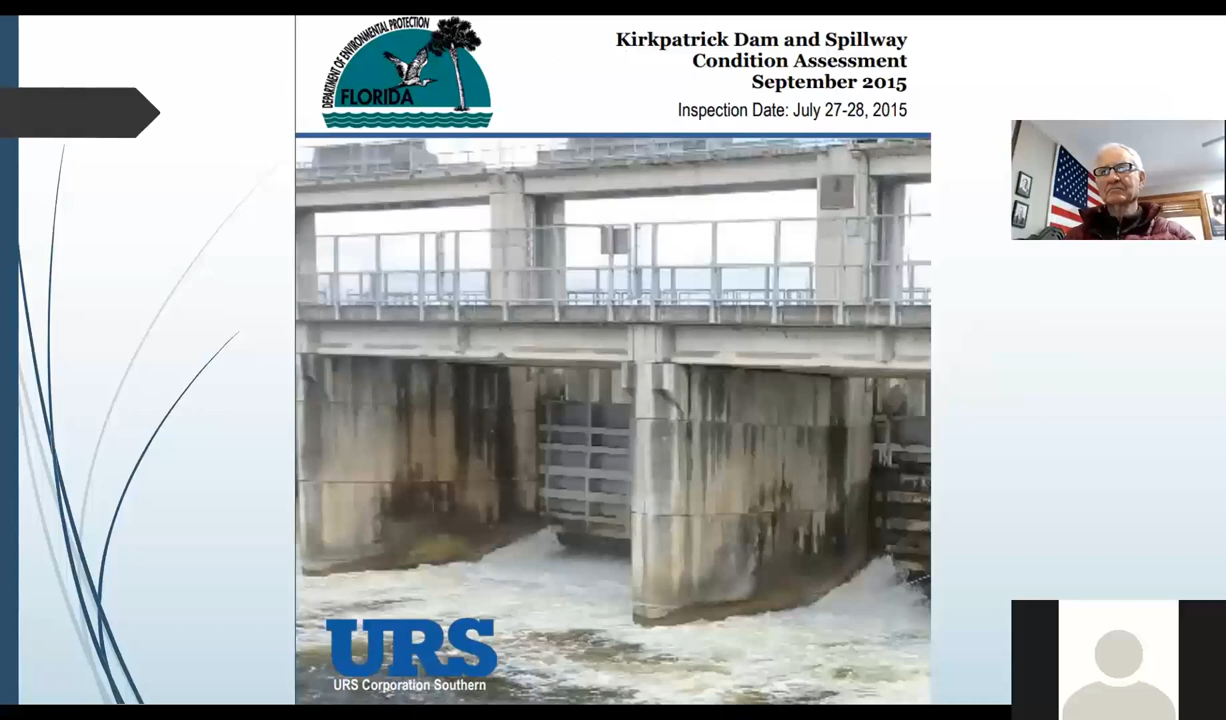 DEPARTMENT OF ENVIRONMENTAL PROTECTION
FLORIDA
Kirkpatrick Dam and Spillway
Condition Assessment
September 2015
Inspection Date: July 27-28, 2015
URS
URS Corporation Southern